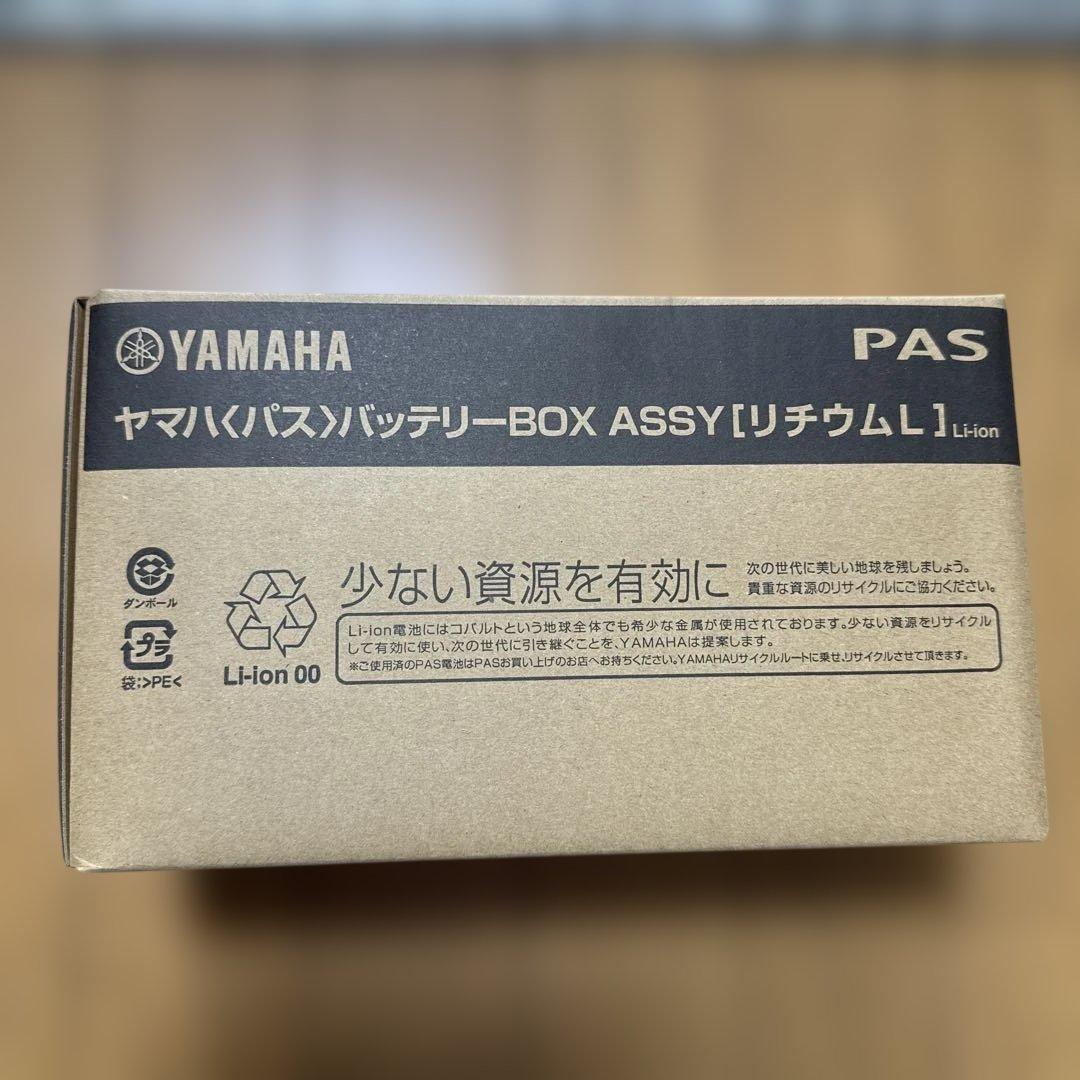 YAMAHA
PAS
ヤマハ〈パス〉バッテリーBOX ASSY[リチウムL]Li-ion
ダンボール
プラ
袋:>PE<
Li-ion 00
少ない資源を有効に
次の世代に美しい地球を残しましょう。
貴重な資源のリサイクルにご協力ください。
Li-ion電池にはコバルトという地球全体でも希少な金属が使用されております。少ない資源をリサイクル
して有効に使い、次の世代に引き継ぐことを、YAMAHAは提案します。
※ご使用済のPAS電池はPASお買い上げのお店へお持ちください。YAMAHAリサイクルルートに乗せ、リサイクルさせて頂きます。